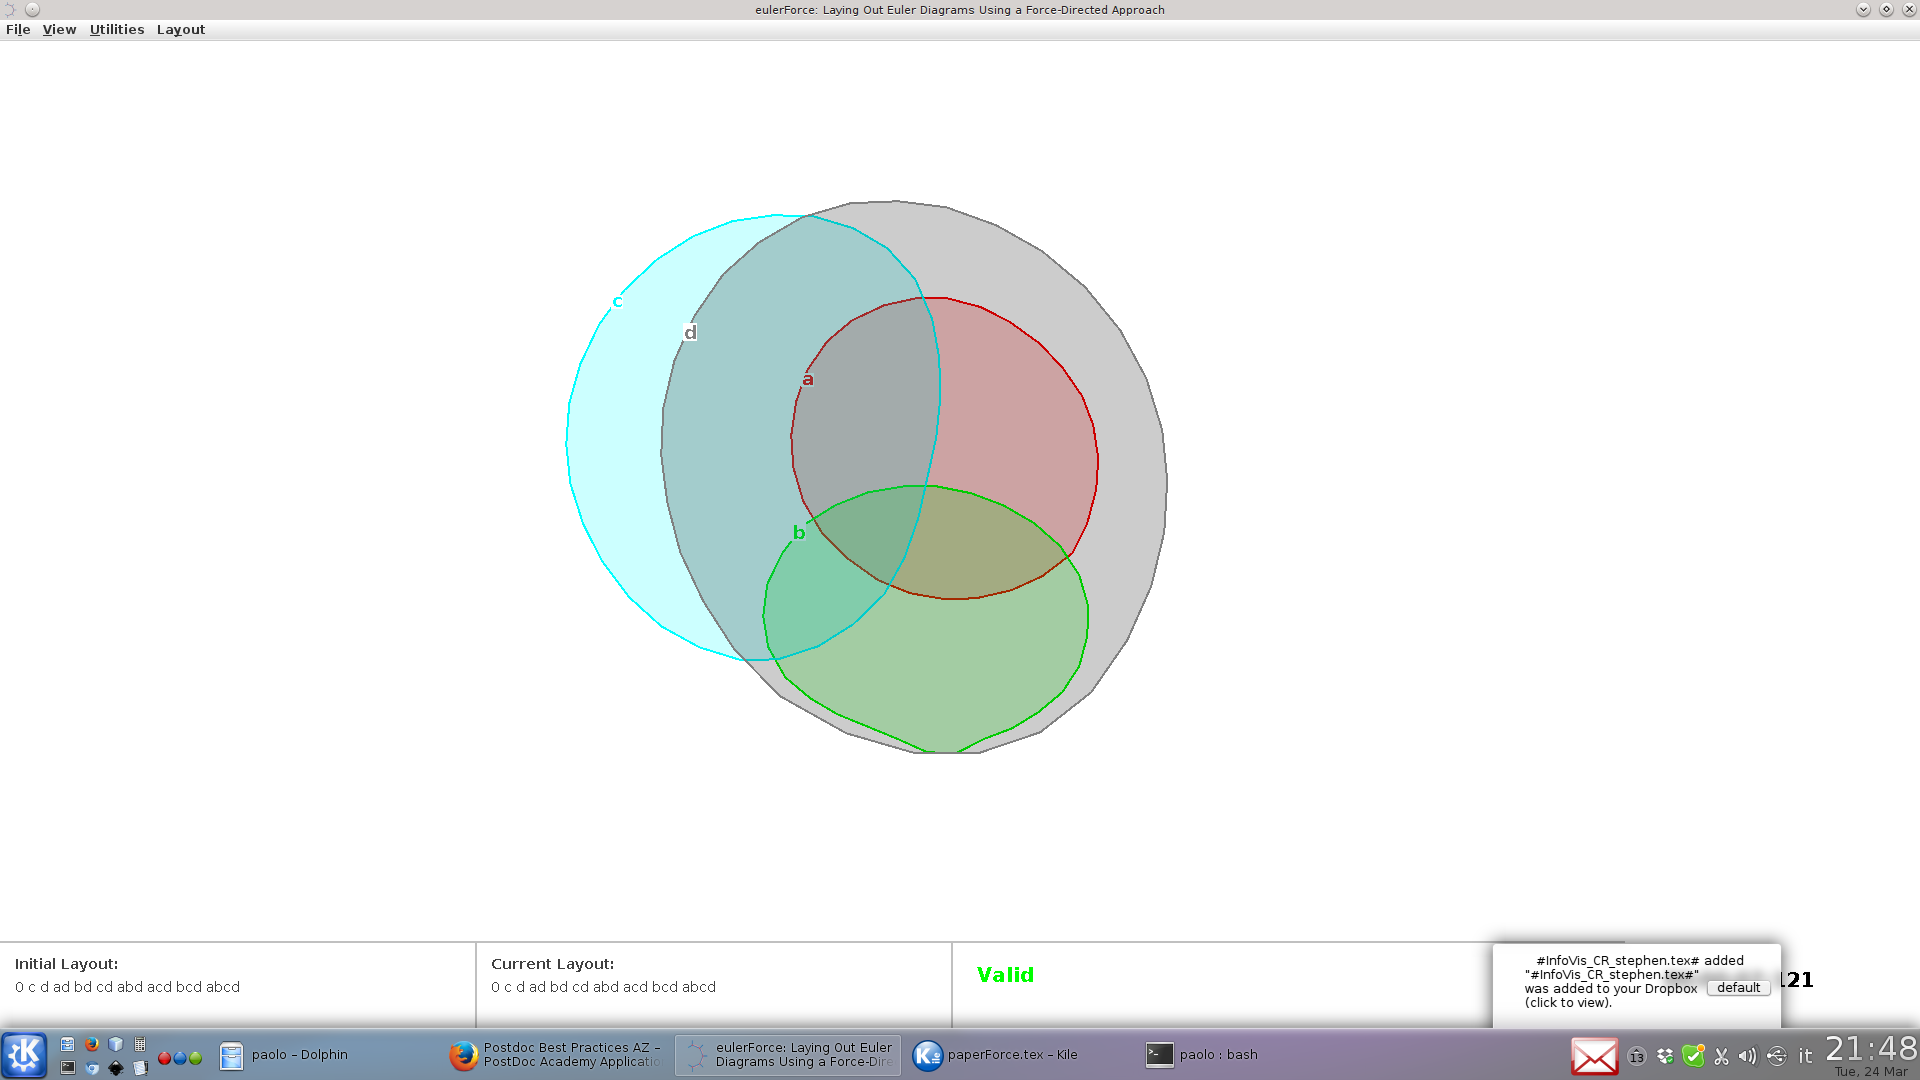 eulerForce: Laying Out Euler Diagrams Using a Force-Directed Approach
File View Utilities Layout
c
d
a
b
Initial Layout:
0 c d ad bd cd abd acd bcd abcd
Current Layout:
0 c d ad bd cd abd acd bcd abcd
Valid
#InfoVis_CR_stephen.tex# added
"#InfoVis_CR_stephen.tex#"
was added to your Dropbox
(click to view).
default
121
paolo – Dolphin
Postdoc Best Practices AZ –
PostDoc Academy Applicatio
eulerForce: Laying Out Euler
Diagrams Using a Force-Dire
paperForce.tex – Kile
paolo : bash
13
it
21:48
Tue, 24 Mar